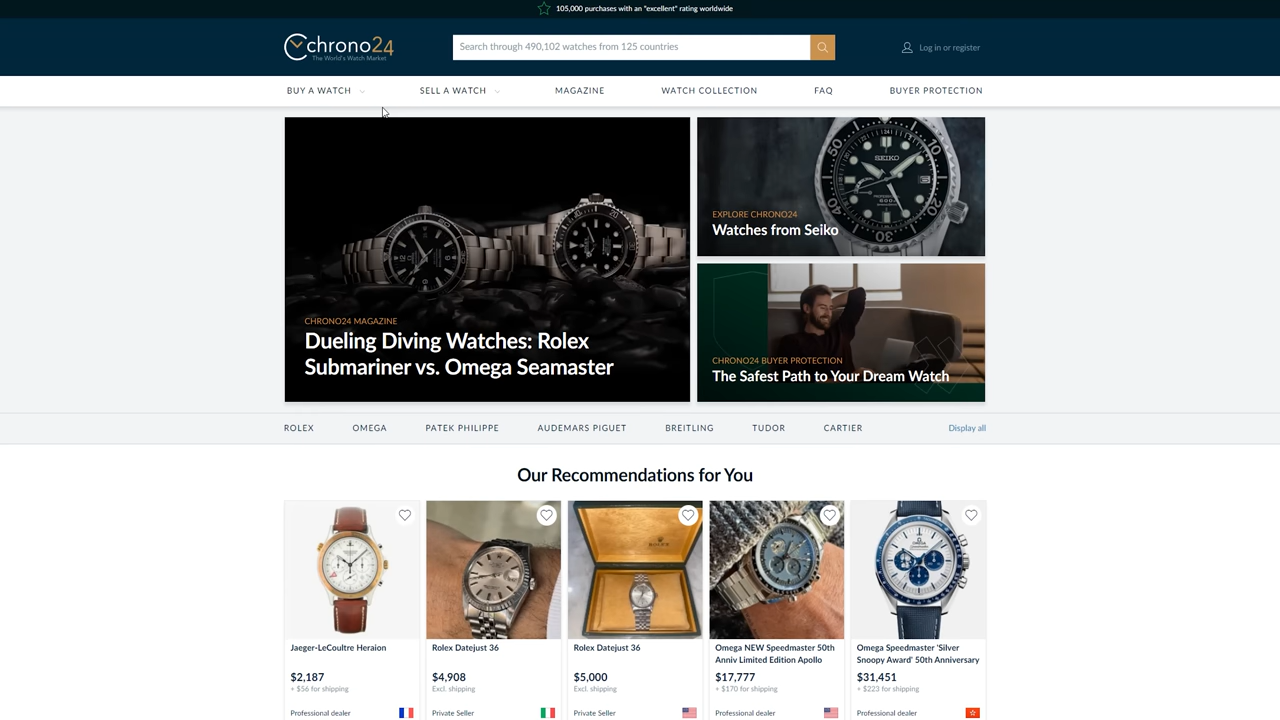 105,000 purchases with an "excellent" rating worldwide
chrono24
The World's Watch Market
Search through 490,102 watches from 125 countries
Log in or register
BUY A WATCH
SELL A WATCH
MAGAZINE
WATCH COLLECTION
FAQ
BUYER PROTECTION
CHRONO24 MAGAZINE
Dueling Diving Watches: Rolex
Submariner vs. Omega Seamaster
SEIKO
EXPLORE CHRONO24
Watches from Seiko
CHRONO24 BUYER PROTECTION
The Safest Path to Your Dream Watch
ROLEX
OMEGA
PATEK PHILIPPE
AUDEMARS PIGUET
BREITLING
TUDOR
CARTIER
Display all
Our Recommendations for You
Jaeger-LeCoultre Heraion
$2,187
+ $56 for shipping
Professional dealer
Rolex Datejust 36
$4,908
Excl. shipping
Private Seller
Rolex Datejust 36
$5,000
Excl. shipping
Private Seller
Omega NEW Speedmaster 50th
Anniv Limited Edition Apollo
$17,777
+ $170 for shipping
Professional dealer
Omega Speedmaster 'Silver
Snoopy Award' 50th Anniversary
$31,451
+ $223 for shipping
Professional dealer